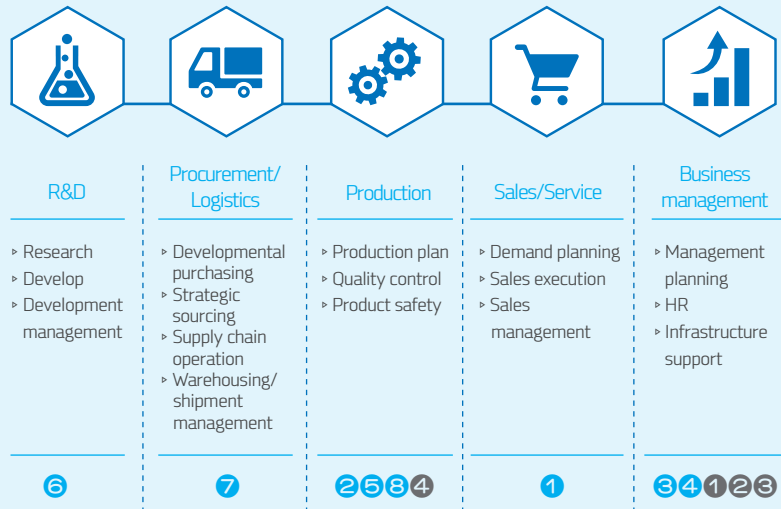 R&D
▹ Research
▹ Develop
▹ Development
management
6
Procurement/
Logistics
▹ Developmental
purchasing
▹ Strategic
sourcing
▹ Supply chain
operation
▹ Warehousing/
shipment
management
7
Production
▹ Production plan
▹ Quality control
▹ Product safety
2 5 8 4
Sales/Service
▹ Demand planning
▹ Sales execution
▹ Sales
management
1
Business
management
▹ Management
planning
▹ HR
▹ Infrastructure
support
3 4 1 2 3